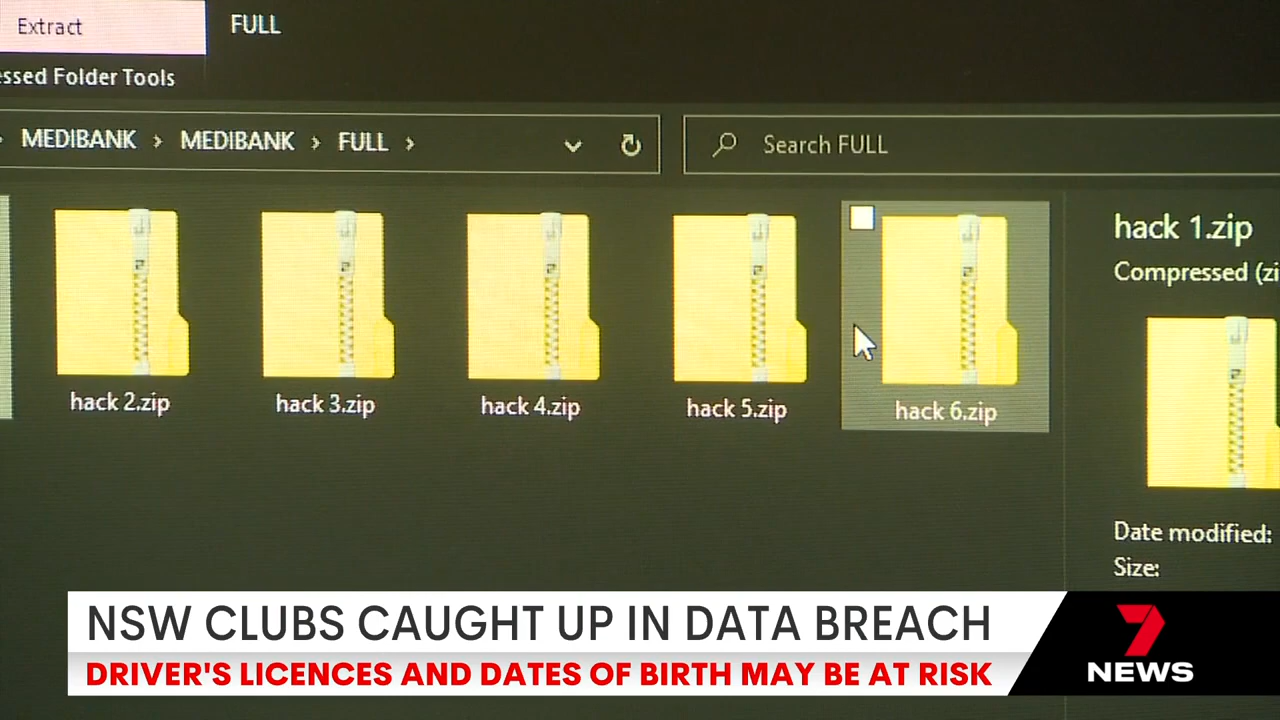 Extract
FULL
essed Folder Tools
MEDIBANK > MEDIBANK > FULL >
Search FULL
hack 2.zip
hack 3.zip
hack 4.zip
hack 5.zip
hack 6.zip
hack 1.zip
Compressed (zi
Date modified:
Size:
NSW CLUBS CAUGHT UP IN DATA BREACH
DRIVER'S LICENCES AND DATES OF BIRTH MAY BE AT RISK
7
NEWS